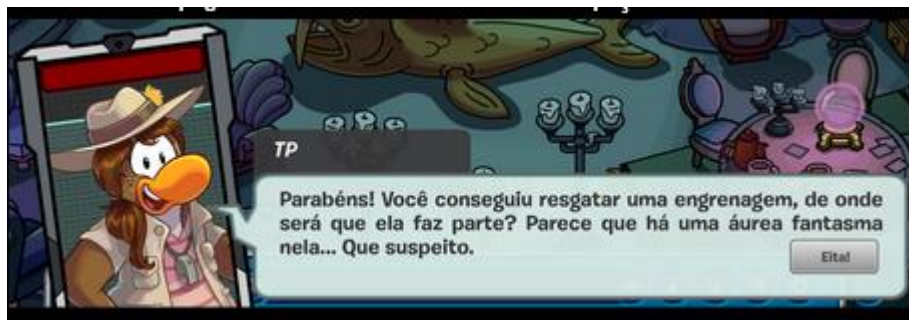 TP
Parabéns! Você conseguiu resgatar uma engrenagem, de onde
será que ela faz parte? Parece que há uma áurea fantasma
nela... Que suspeito.
Eita!